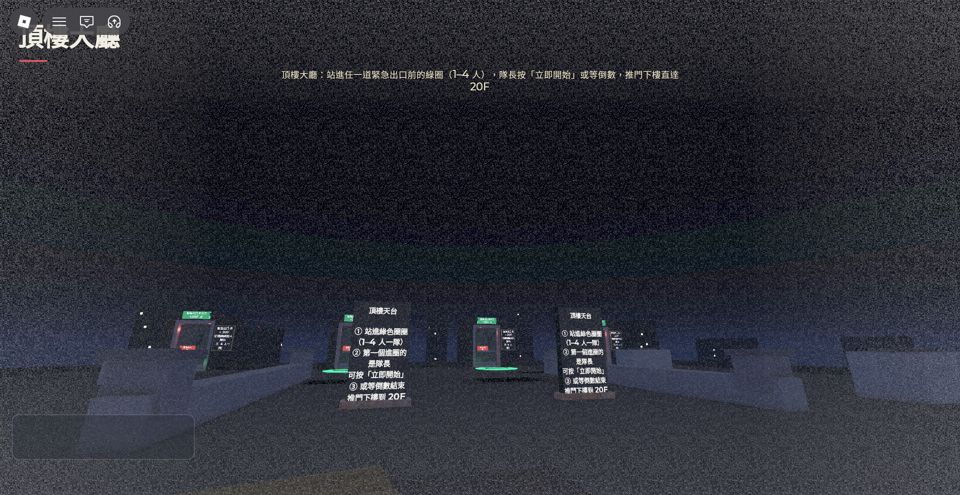 頂樓大廳
頂樓大廳：站進任一道緊急出口前的綠圈（1–4 人），隊長按「立即開始」或等倒數，推門下樓直達
20F
頂樓天台
① 站進綠色圈圈
（1–4 人一隊）
② 第一個進圈的
是隊長
可按「立即開始」
③ 或等倒數結束
推門下樓到 20F
頂樓天台
① 站進綠色圈圈
（1–4 人一隊）
② 第一個進圈的
是隊長
可按「立即開始」
③ 或等倒數結束
推門下樓到 20F